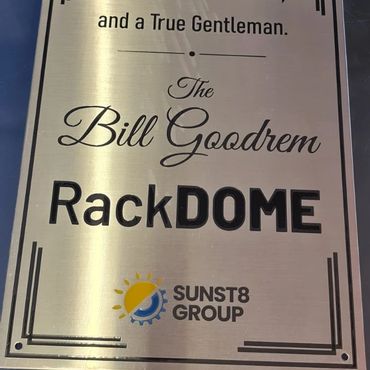 and a True Gentleman.
The
Bill Goodrem
RackDOME
SUNST8
GROUP